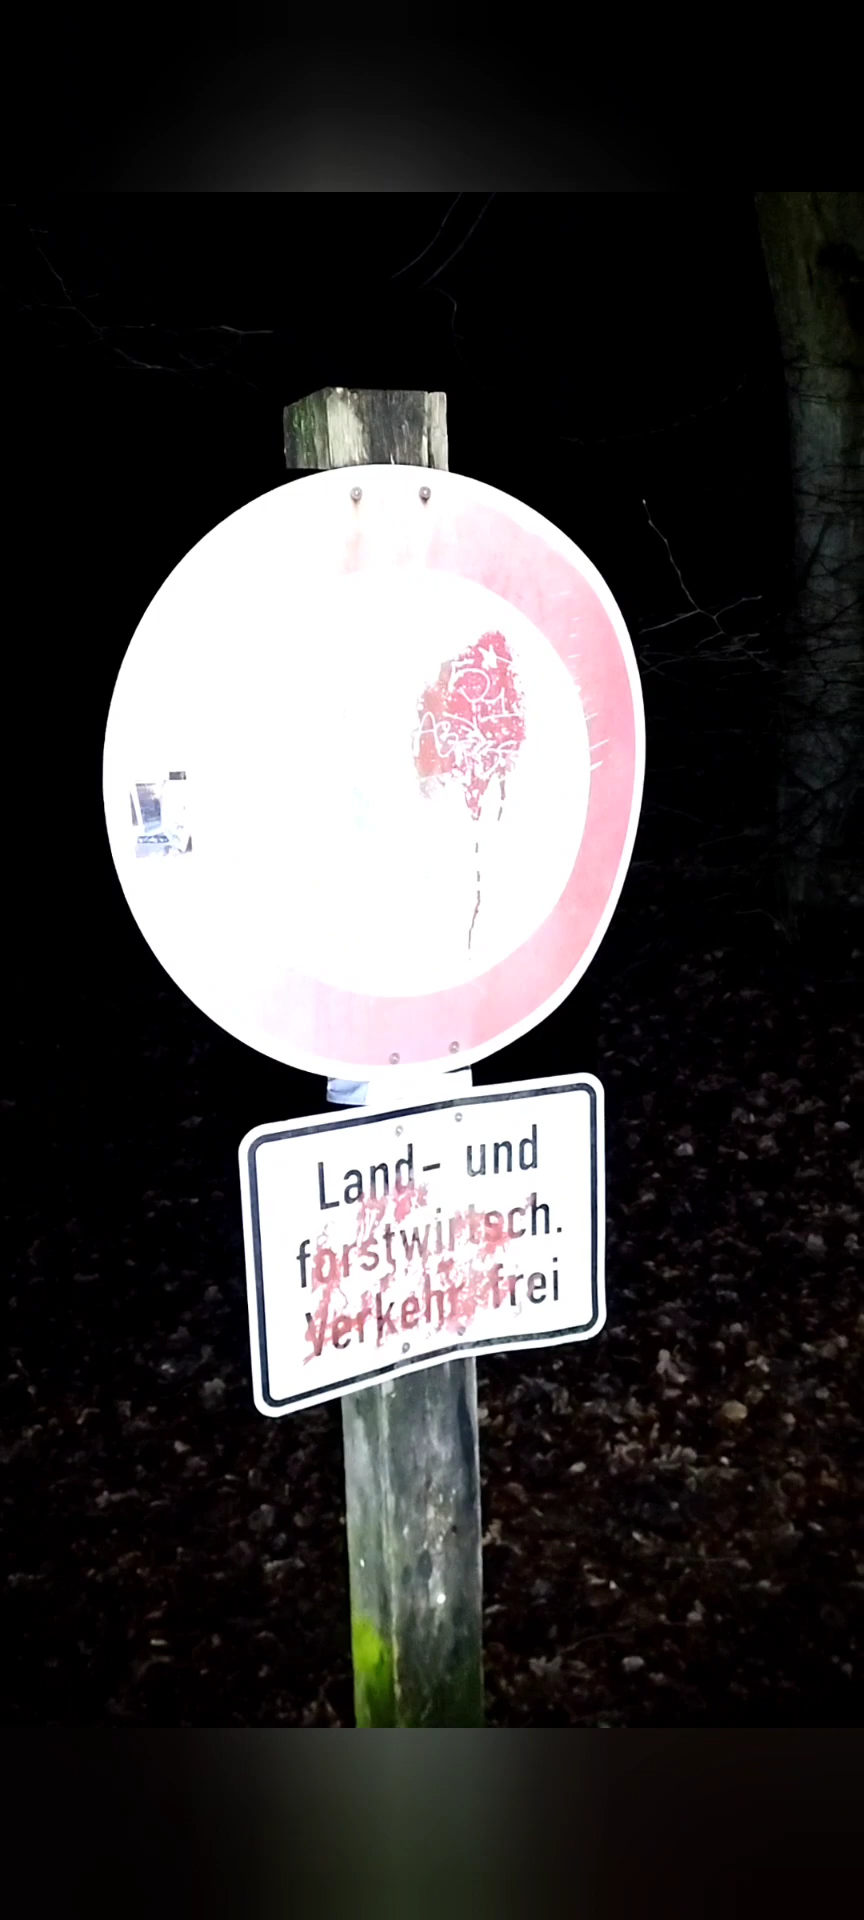 Land- und
forstwirtsch.
Verkehr frei